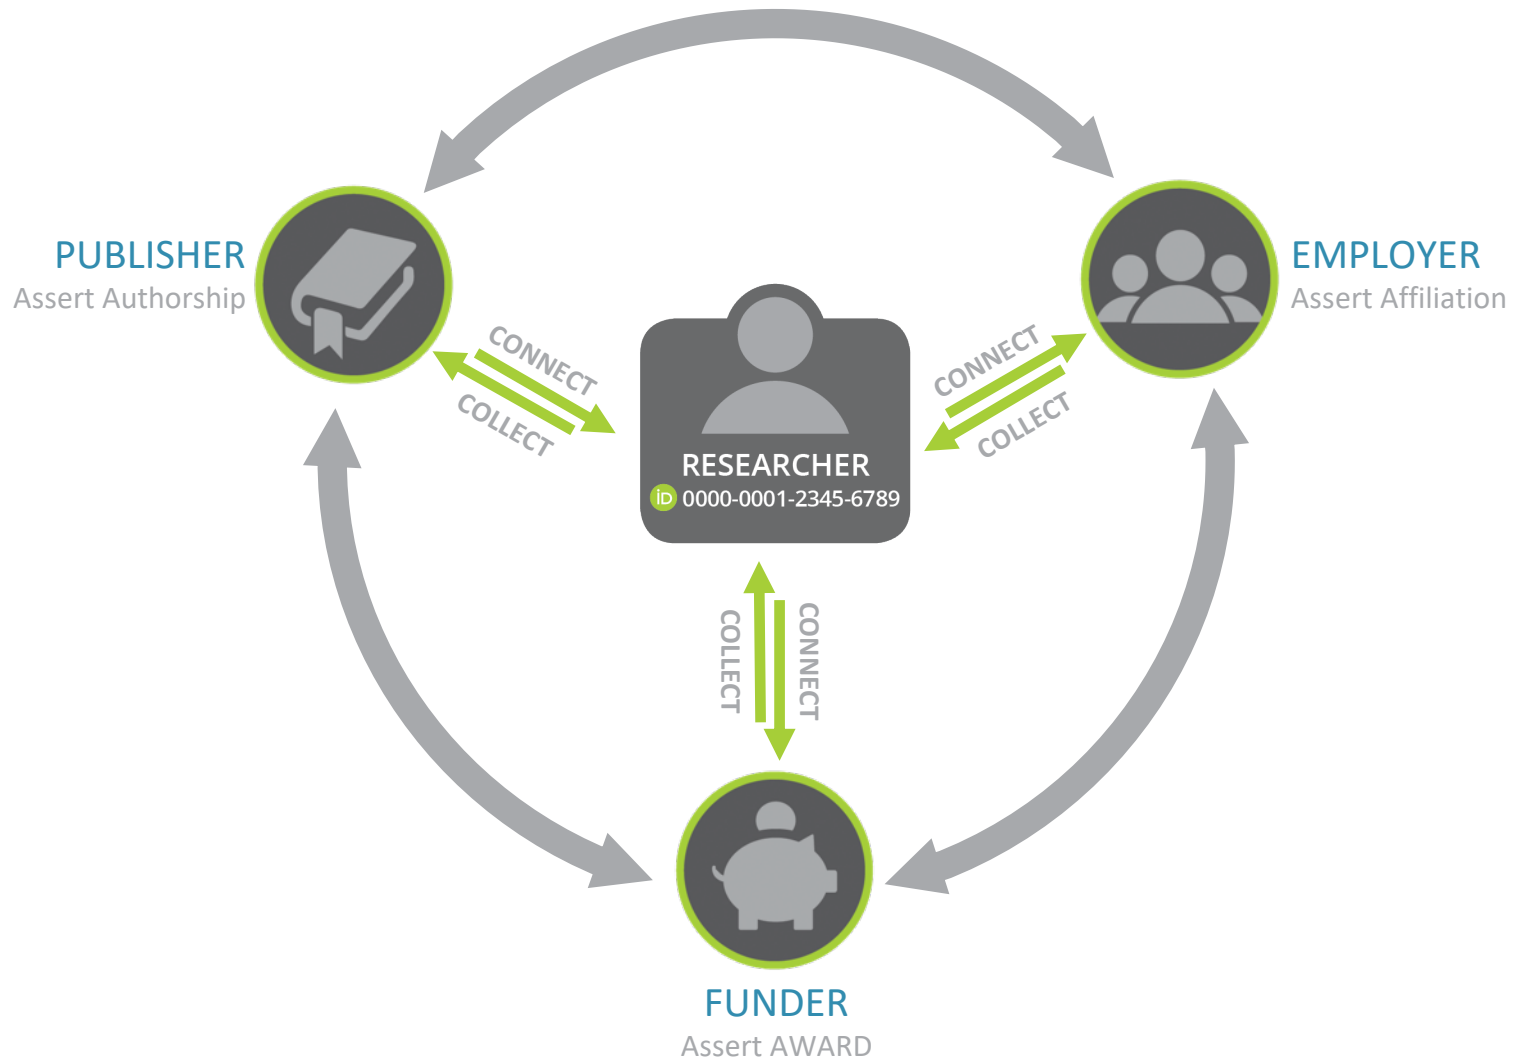 PUBLISHER
Assert Authorship
EMPLOYER
Assert Affiliation
CONNECT
COLLECT
CONNECT
COLLECT
RESEARCHER
iD 0000-0001-2345-6789
COLLECT
CONNECT
FUNDER
Assert AWARD